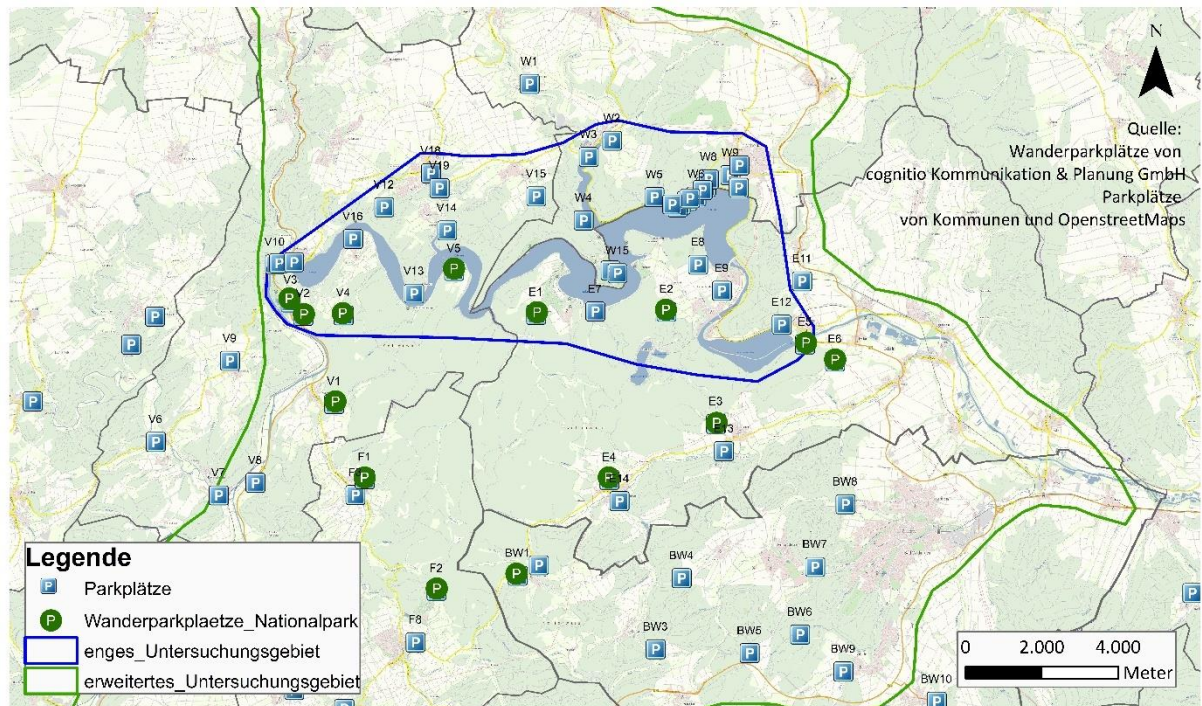 W1
N
Quelle:
Wanderparkplätze von
cognitio Kommunikation & Planung GmbH
Parkplätze
von Kommunen und OpenstreetMaps
W2
W3
V18
V19
W8
W9
V12
V15
W5
W6
V14
W4
V16
V10
V5
W15
E8
E11
V13
E9
V3
V2
V4
E1
E7
E2
E12
E5
E6
V9
V1
E3
E13
V6
F1
E4
E14
V7
V8
BW8
BW1
BW4
BW7
F2
F8
BW3
BW6
BW5
BW9
BW10
Legende
P Parkplätze
P Wanderparkplaetze_Nationalpark
enges_Untersuchungsgebiet
erweitertes_Untersuchungsgebiet
0 2.000 4.000
Meter